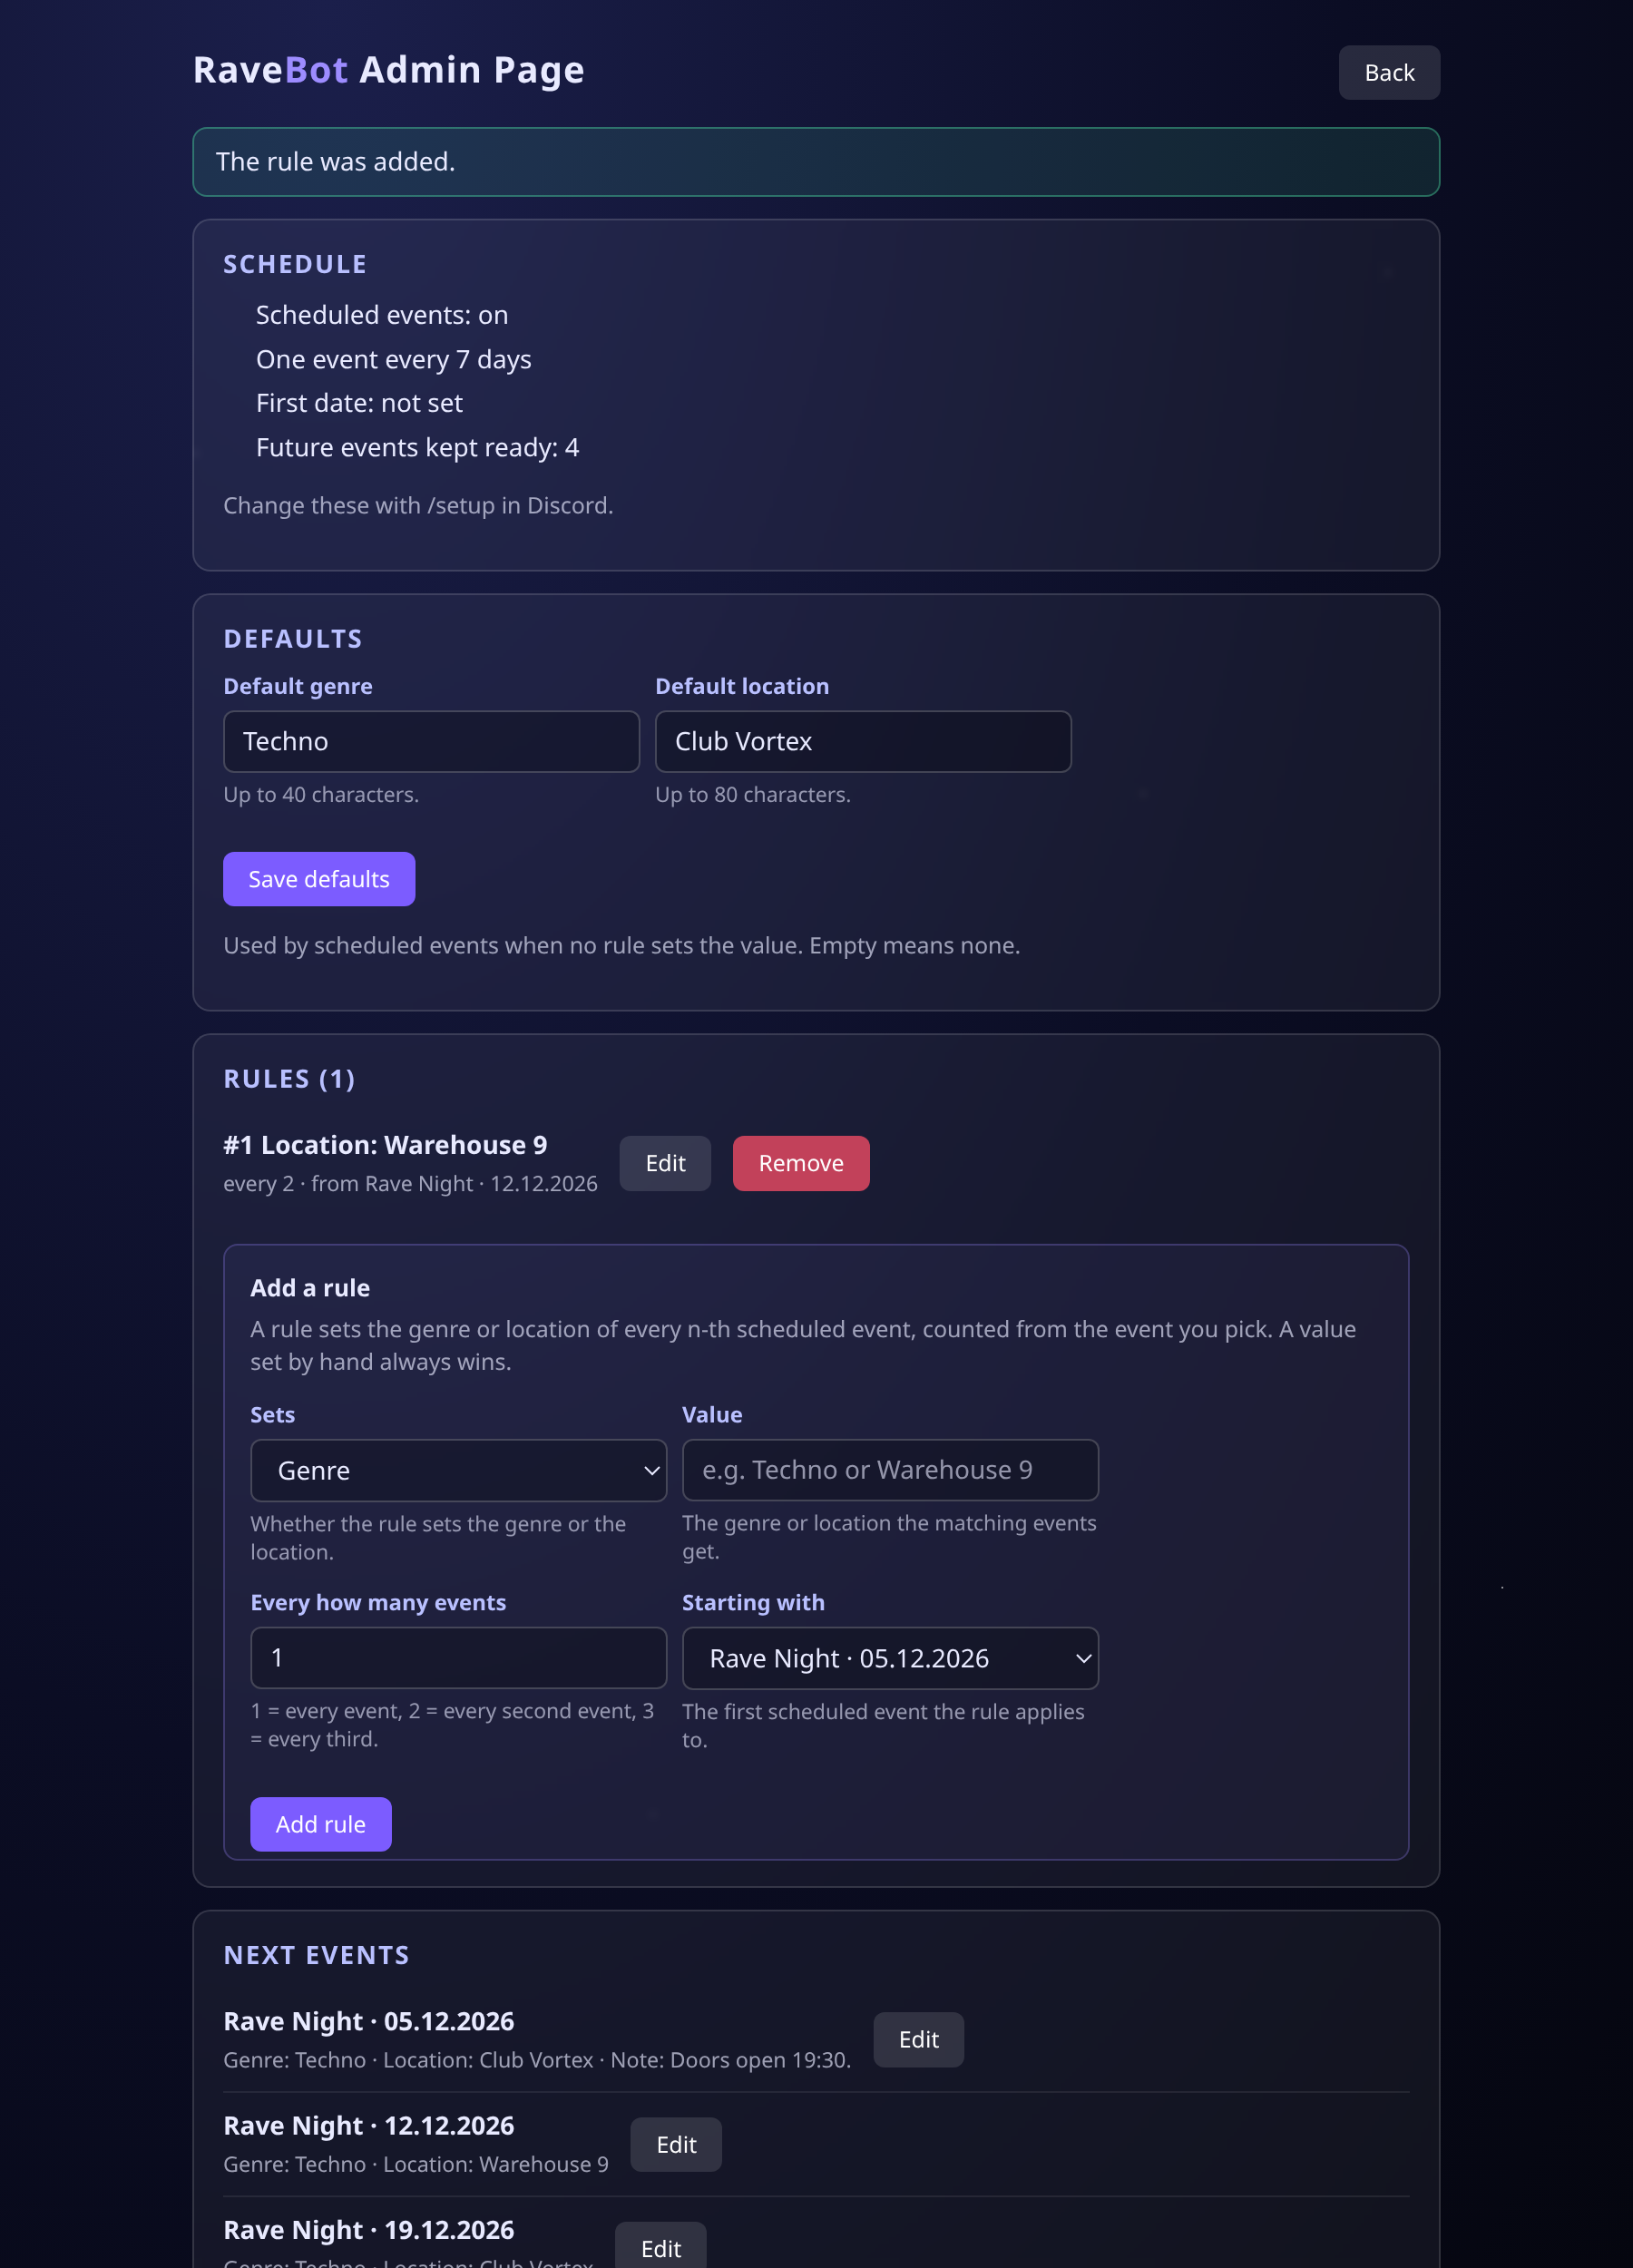 RaveBot Admin Page
Back
The rule was added.
SCHEDULE
Scheduled events: on
One event every 7 days
First date: not set
Future events kept ready: 4
Change these with /setup in Discord.
DEFAULTS
Default genre
Default location
Techno
Club Vortex
Up to 40 characters.
Up to 80 characters.
Save defaults
Used by scheduled events when no rule sets the value. Empty means none.
RULES (1)
#1 Location: Warehouse 9
every 2 · from Rave Night · 12.12.2026
Edit
Remove
Add a rule
A rule sets the genre or location of every n-th scheduled event, counted from the event you pick. A value
set by hand always wins.
Sets
Value
Genre
e.g. Techno or Warehouse 9
Whether the rule sets the genre or the
location.
The genre or location the matching events
get.
Every how many events
Starting with
1
Rave Night · 05.12.2026
1 = every event, 2 = every second event, 3
= every third.
The first scheduled event the rule applies
to.
Add rule
NEXT EVENTS
Rave Night · 05.12.2026
Genre: Techno · Location: Club Vortex · Note: Doors open 19:30.
Edit
Rave Night · 12.12.2026
Genre: Techno · Location: Warehouse 9
Edit
Rave Night · 19.12.2026
Genre: Techno · Location: Club Vortex
Edit